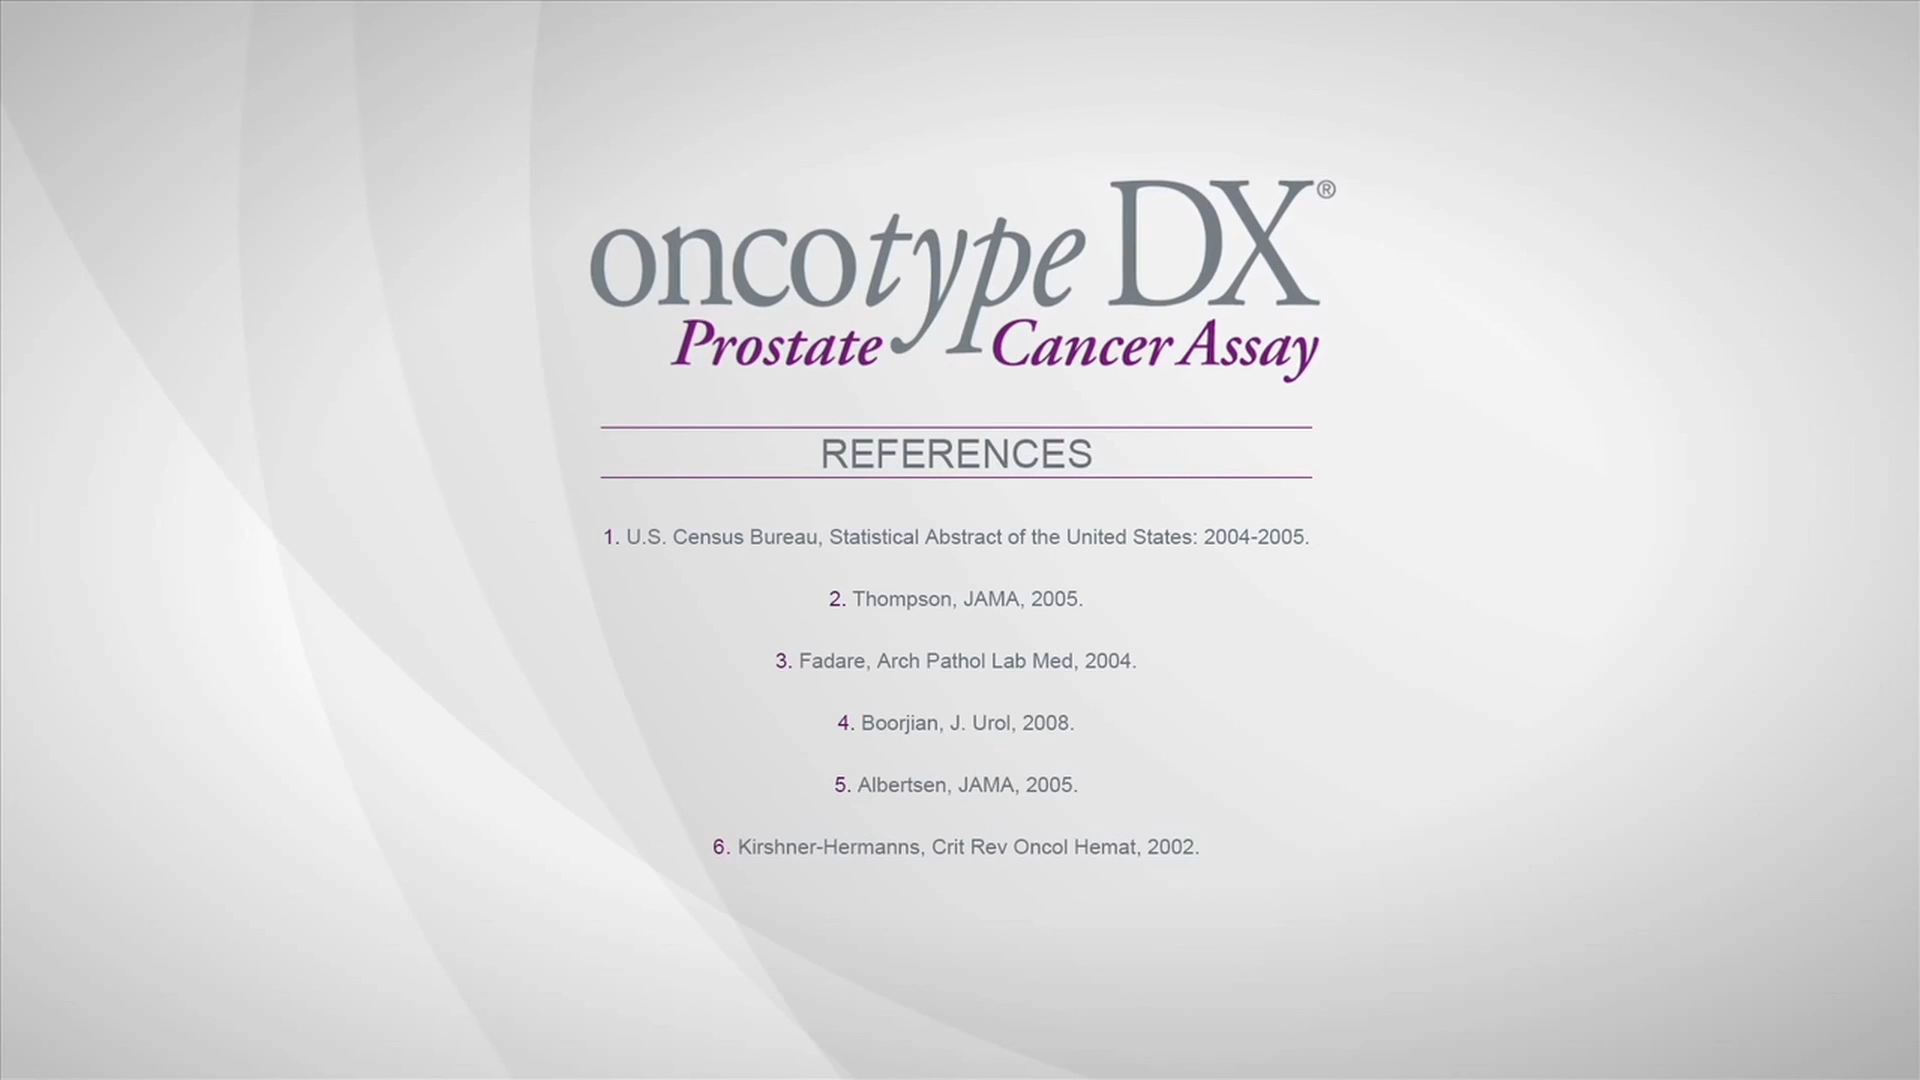 oncotype DX®
Prostate Cancer Assay
REFERENCES
1. U.S. Census Bureau, Statistical Abstract of the United States: 2004-2005.
2. Thompson, JAMA, 2005.
3. Fadare, Arch Pathol Lab Med, 2004.
4. Boorjian, J. Urol, 2008.
5. Albertsen, JAMA, 2005.
6. Kirshner-Hermanns, Crit Rev Oncol Hemat, 2002.